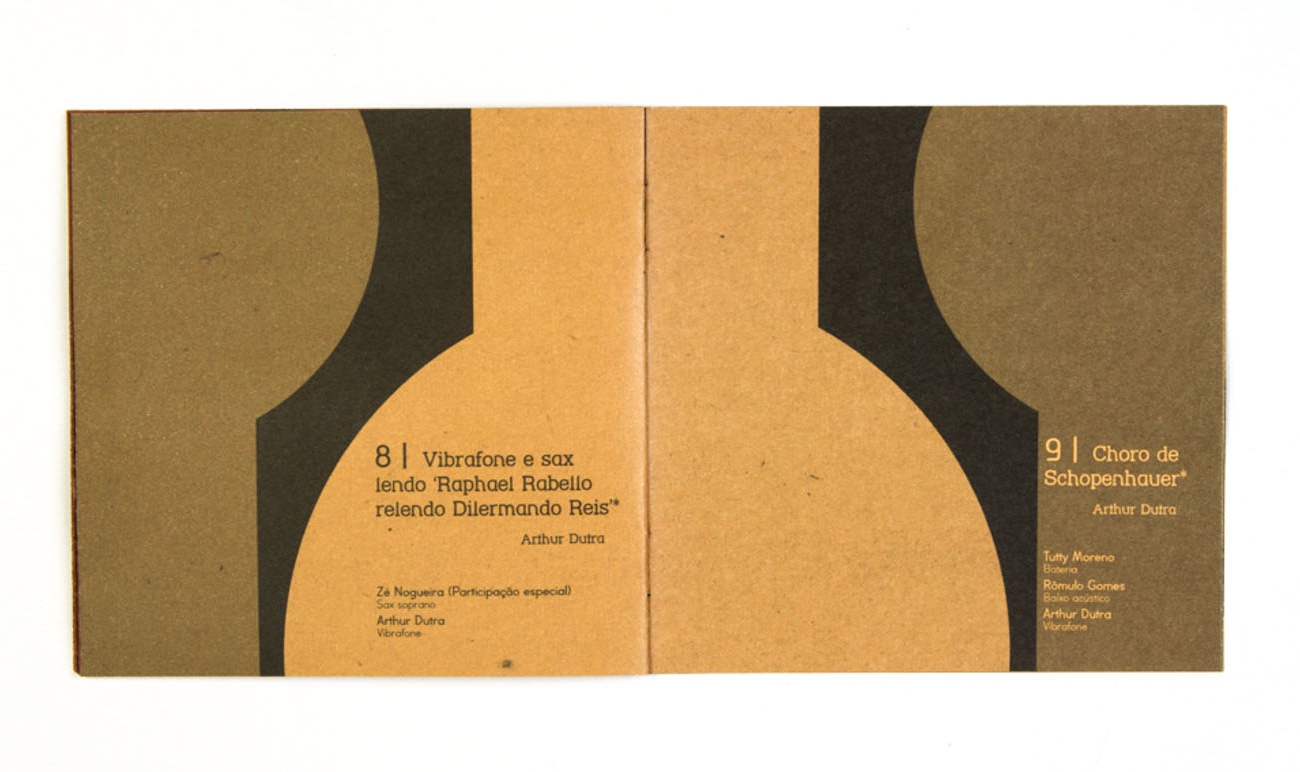 8 | Vibrafone e sax
lendo 'Raphael Rabello
relendo Dilermando Reis'*
Arthur Dutra
Zé Nogueira (Participação especial)
Sax soprano
Arthur Dutra
Vibrafone
9 | Choro de
Schopenhauer*
Arthur Dutra
Tutty Moreno
Bateria
Rômulo Gomes
Baixo acústico
Arthur Dutra
Vibrafone